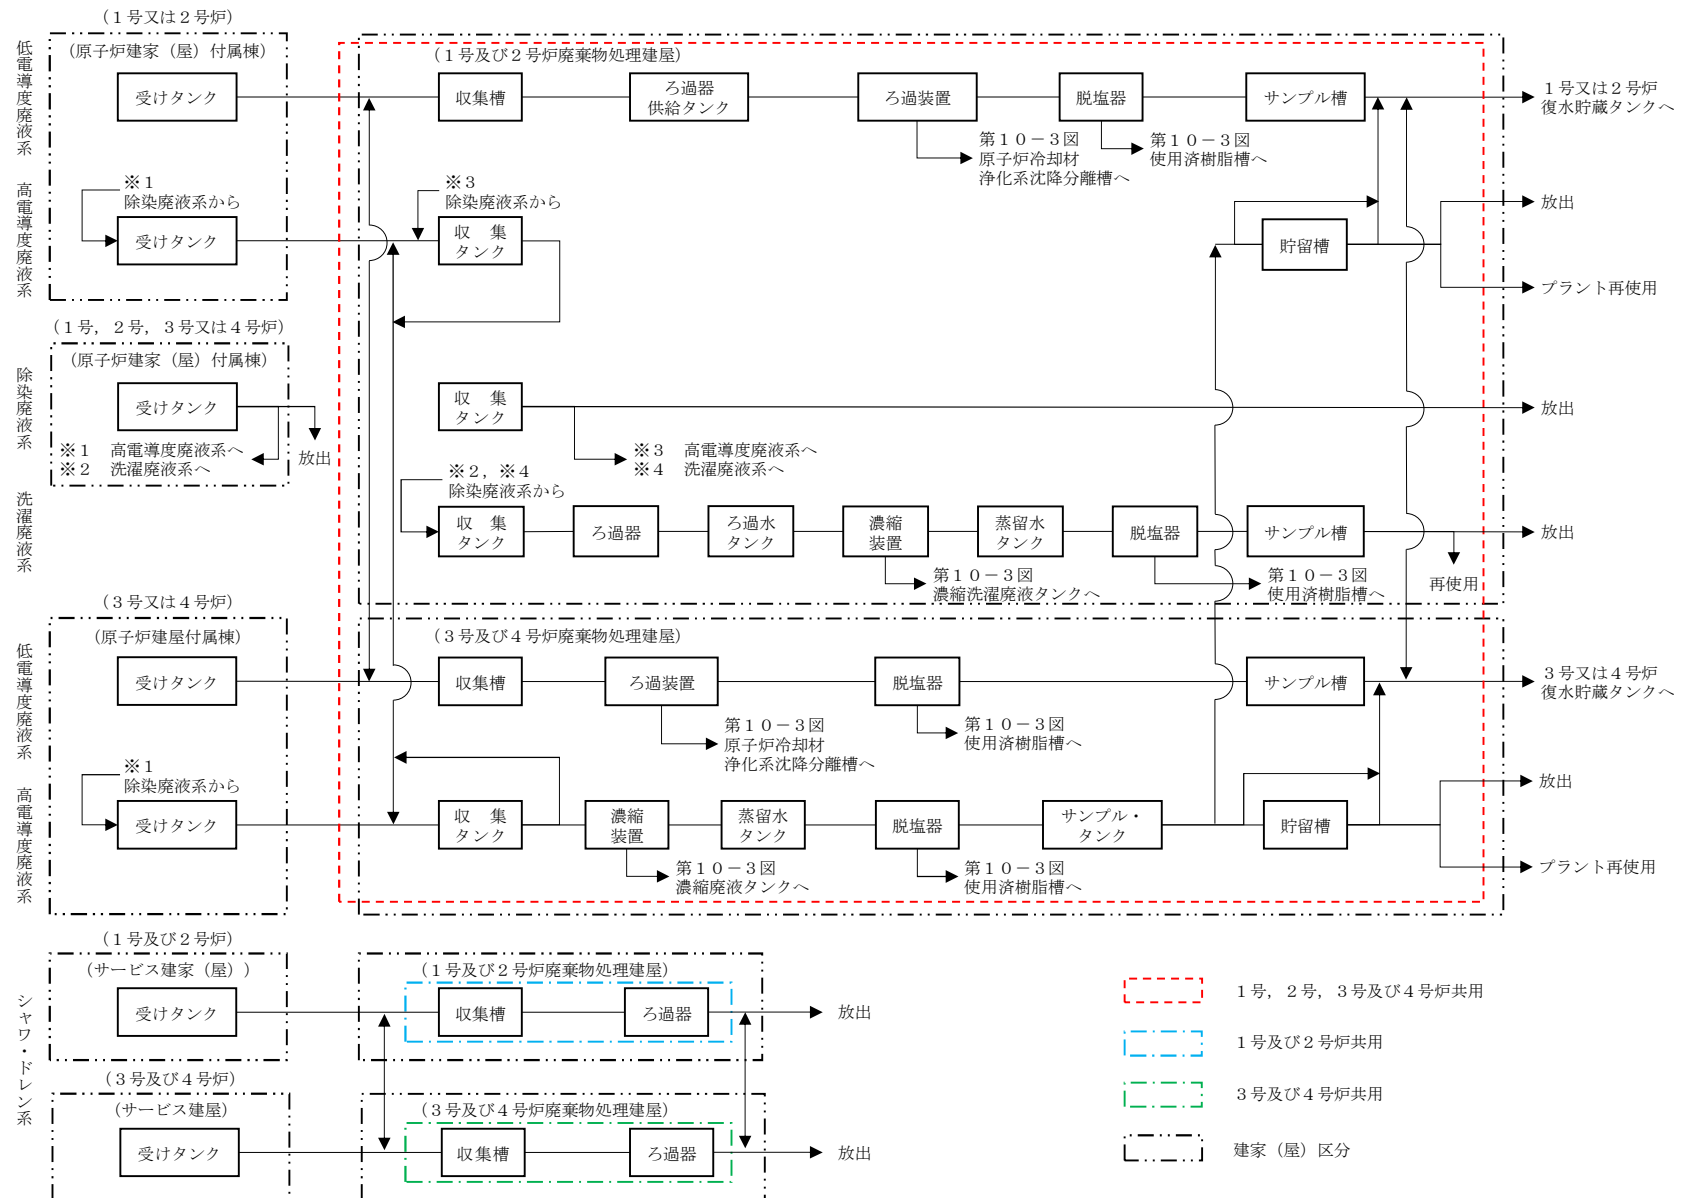 （１号又は２号炉）
（原子炉建家（屋）付属棟）
低電導度廃液系
受けタンク
（１号及び２号炉廃棄物処理建屋）
収集槽
ろ過器
供給タンク
ろ過装置
脱塩器
サンプル槽
１号又は２号炉
復水貯蔵タンクへ
第１０－３図
原子炉冷却材
浄化系沈降分離槽へ
第１０－３図
使用済樹脂槽へ
高電導度廃液系
※１
除染廃液系から
受けタンク
※３
除染廃液系から
収　集
タンク
貯留槽
放出
プラント再使用
（１号，２号，３号又は４号炉）
（原子炉建家（屋）付属棟）
除染廃液系
受けタンク
※１　高電導度廃液系へ
※２　洗濯廃液系へ
放出
収　集
タンク
※３　高電導度廃液系へ
※４　洗濯廃液系へ
放出
洗濯廃液系
※２，※４
除染廃液系から
収　集
タンク
ろ過器
ろ過水
タンク
濃縮
装置
蒸留水
タンク
脱塩器
サンプル槽
放出
再使用
第１０－３図
濃縮洗濯廃液タンクへ
第１０－３図
使用済樹脂槽へ
（３号又は４号炉）
（原子炉建屋付属棟）
（３号及び４号炉廃棄物処理建屋）
低電導度廃液系
受けタンク
収集槽
ろ過装置
脱塩器
サンプル槽
３号又は４号炉
復水貯蔵タンクへ
第１０－３図
原子炉冷却材
浄化系沈降分離槽へ
第１０－３図
使用済樹脂槽へ
高電導度廃液系
※１
除染廃液系から
受けタンク
収　集
タンク
濃縮
装置
蒸留水
タンク
脱塩器
サンプル・
タンク
貯留槽
放出
プラント再使用
第１０－３図
濃縮廃液タンクへ
第１０－３図
使用済樹脂槽へ
シャワ・ドレン系
（１号及び２号炉）
（サービス建家（屋））
受けタンク
（１号及び２号炉廃棄物処理建屋）
収集槽
ろ過器
放出
（３号及び４号炉）
（サービス建屋）
受けタンク
（３号及び４号炉廃棄物処理建屋）
収集槽
ろ過器
放出
１号，２号，３号及び４号炉共用
１号及び２号炉共用
３号及び４号炉共用
建家（屋）区分